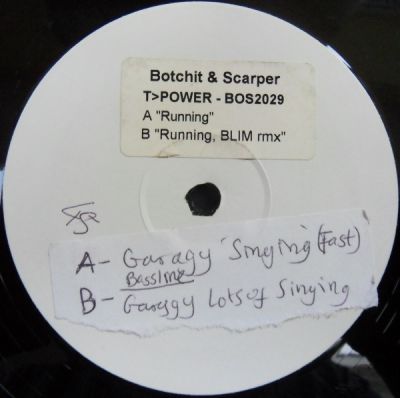 Botchit & Scarper
T>POWER - BOS2029
A "Running"
B "Running, BLIM rmx"
A - Garagy 'Singing' (Fast)
Bassline
B - Garagy Lots of Singing